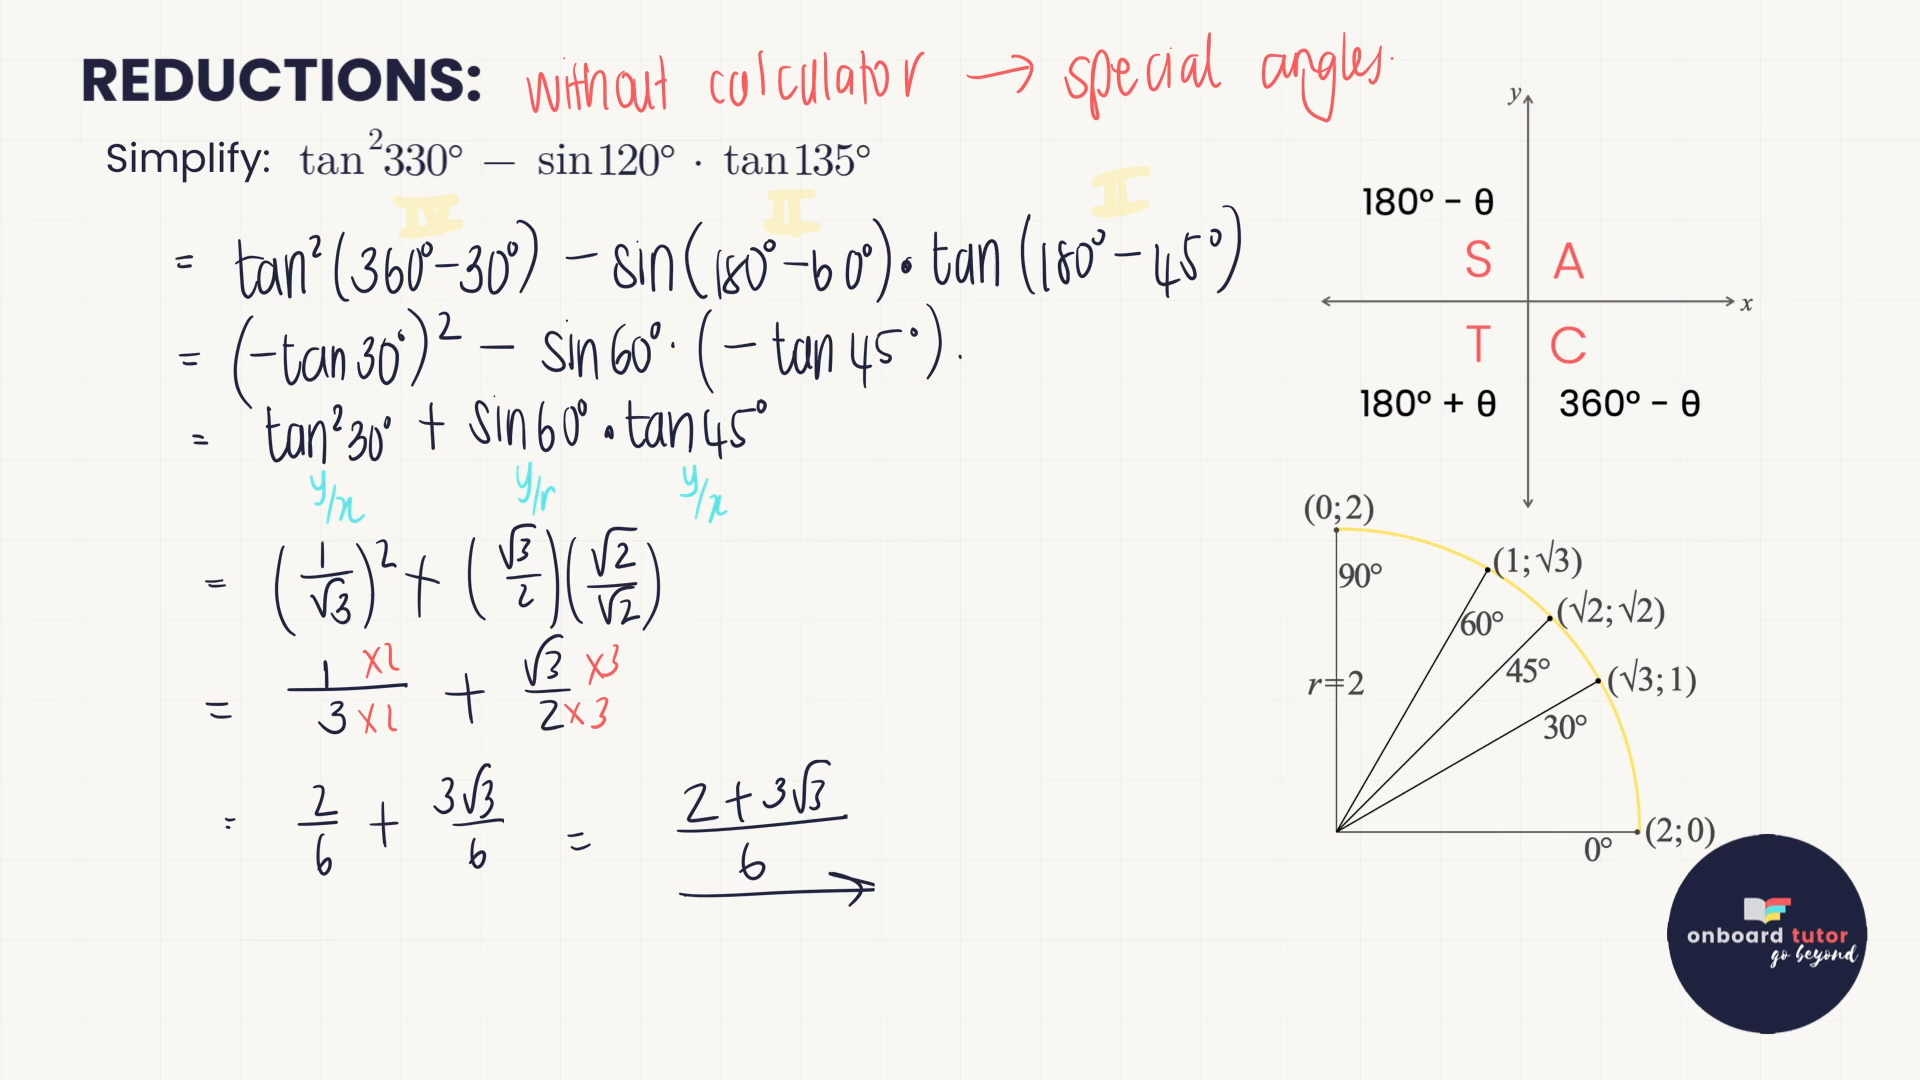 REDUCTIONS: without calculator → special angles.
Simplify: tan²330° − sin120° · tan135°
IV II II
= tan²(360°−30°) − sin(180°−60°)·tan(180°−45°)
= (−tan30°)² − sin60°·(−tan45°).
= tan²30° + sin60°·tan45°
y/x y/r y/x
= (1/√3)² + (√3/2)(√2/√2)
= 1/3 ×2/×2 + √3/2 ×3/×3
= 2/6 + 3√3/6 = (2+3√3)/6
y
180° - θ
S A
x
T C
180° + θ 360° - θ
(0;2)
90° (1;√3)
60° (√2;√2)
45° (√3;1)
r=2
30°
0° (2;0)
onboard tutor
go beyond